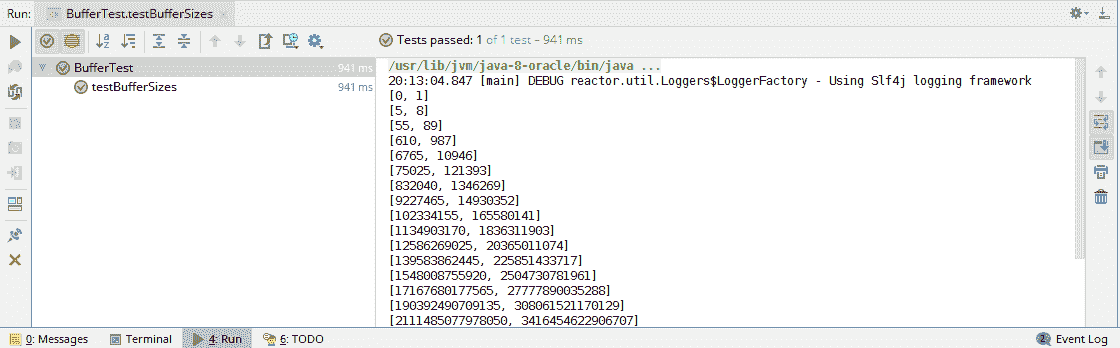 Run: BufferTest.testBufferSizes
Tests passed: 1 of 1 test – 941 ms
BufferTest 941 ms
testBufferSizes 941 ms
/usr/lib/jvm/java-8-oracle/bin/java ...
20:13:04.847 [main] DEBUG reactor.util.Loggers$LoggerFactory - Using Slf4j logging framework
[0, 1]
[5, 8]
[55, 89]
[610, 987]
[6765, 10946]
[75025, 121393]
[832040, 1346269]
[9227465, 14930352]
[102334155, 165580141]
[1134903170, 1836311903]
[12586269025, 20365011074]
[139583862445, 225851433717]
[1548008755920, 2504730781961]
[17167680177565, 27777890035288]
[190392490709135, 308061521170129]
[2111485077978050, 3416454622906707]
0: Messages Terminal 4: Run 6: TODO 2 Event Log